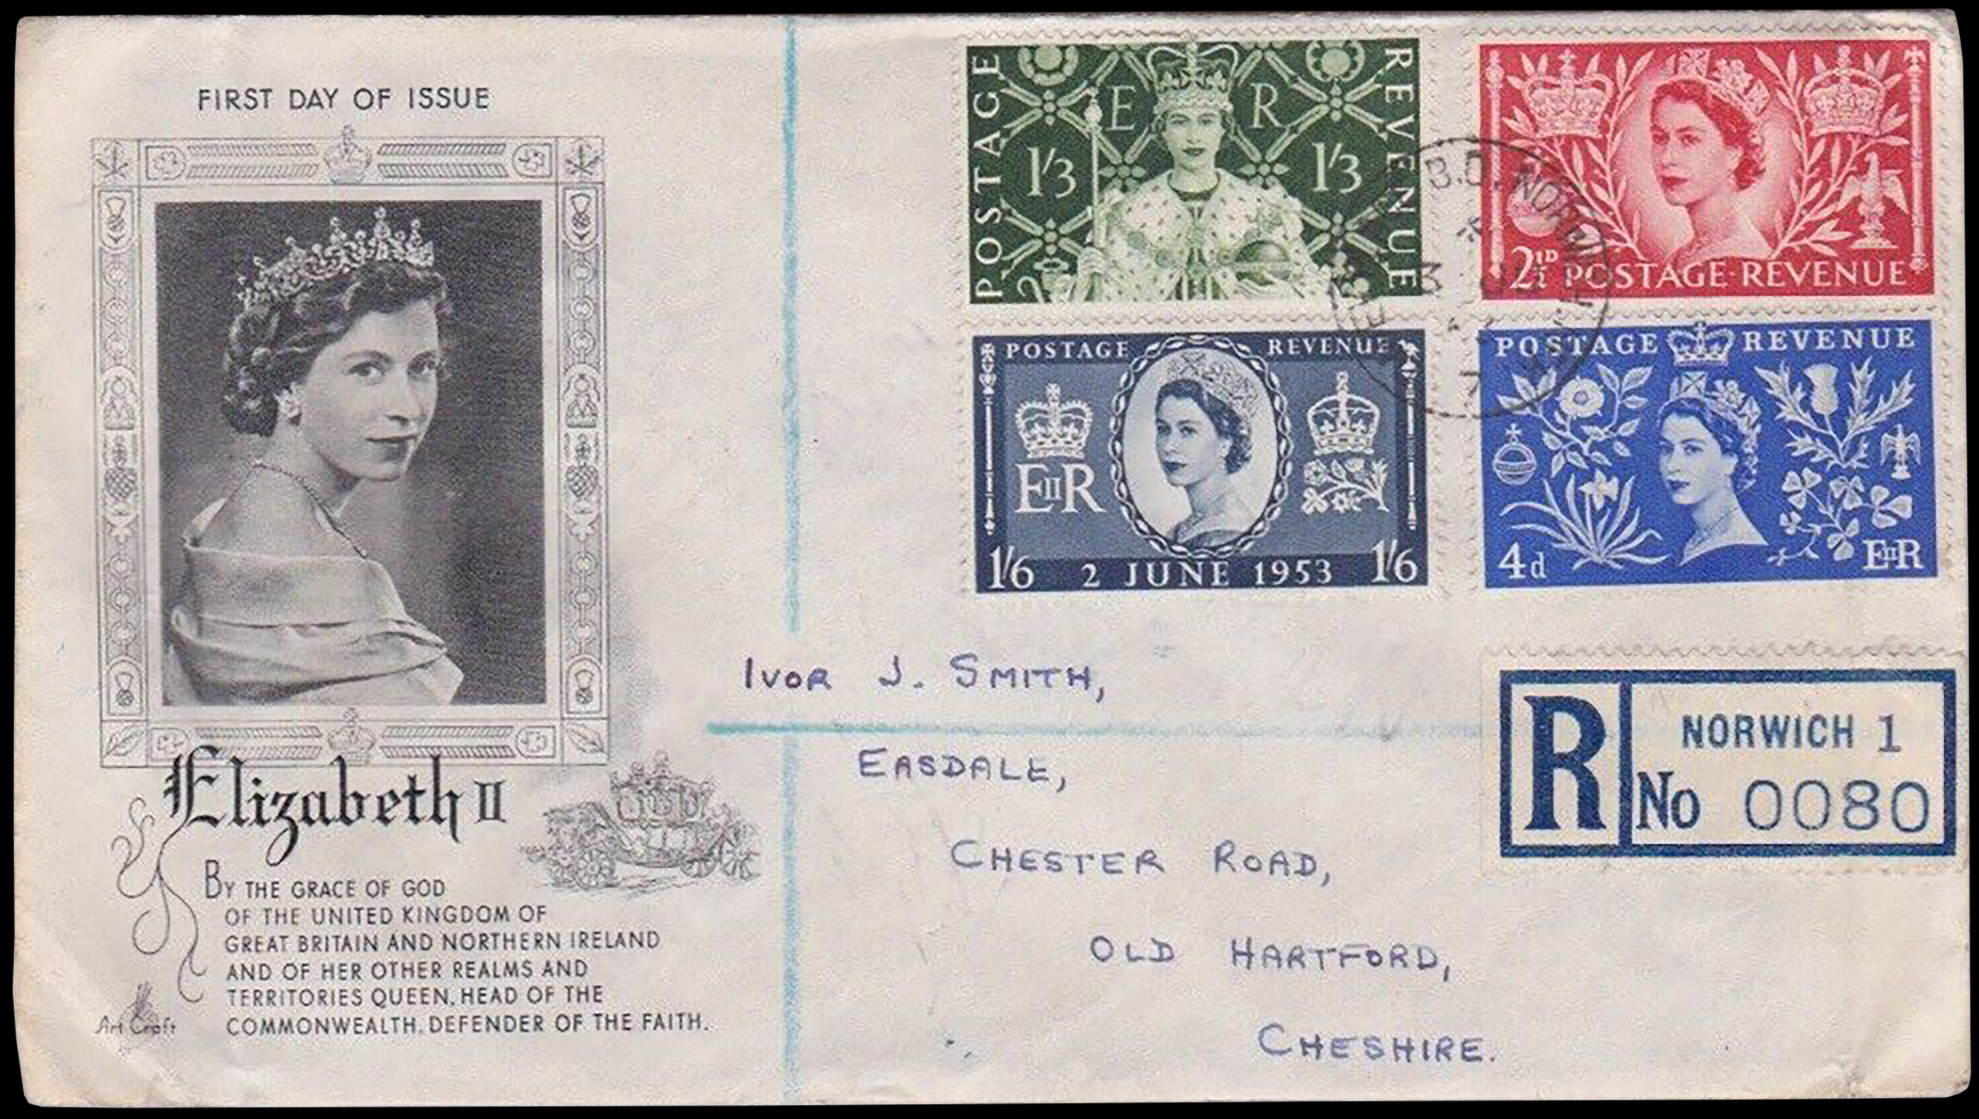 FIRST DAY OF ISSUE
Elizabeth II
BY THE GRACE OF GOD
OF THE UNITED KINGDOM OF
GREAT BRITAIN AND NORTHERN IRELAND
AND OF HER OTHER REALMS AND
TERRITORIES QUEEN, HEAD OF THE
COMMONWEALTH, DEFENDER OF THE FAITH.
Art Craft
POSTAGE
E R
1/3 1/3
REVENUE
2½D POSTAGE·REVENUE
POSTAGE REVENUE
EIIR
1/6 2 JUNE 1953 1/6
POSTAGE REVENUE
4d EIIR
B.O. NORWICH
3 JU
IVOR J. SMITH,
EASDALE,
CHESTER ROAD,
OLD HARTFORD,
CHESHIRE.
R
NORWICH 1
No 0080